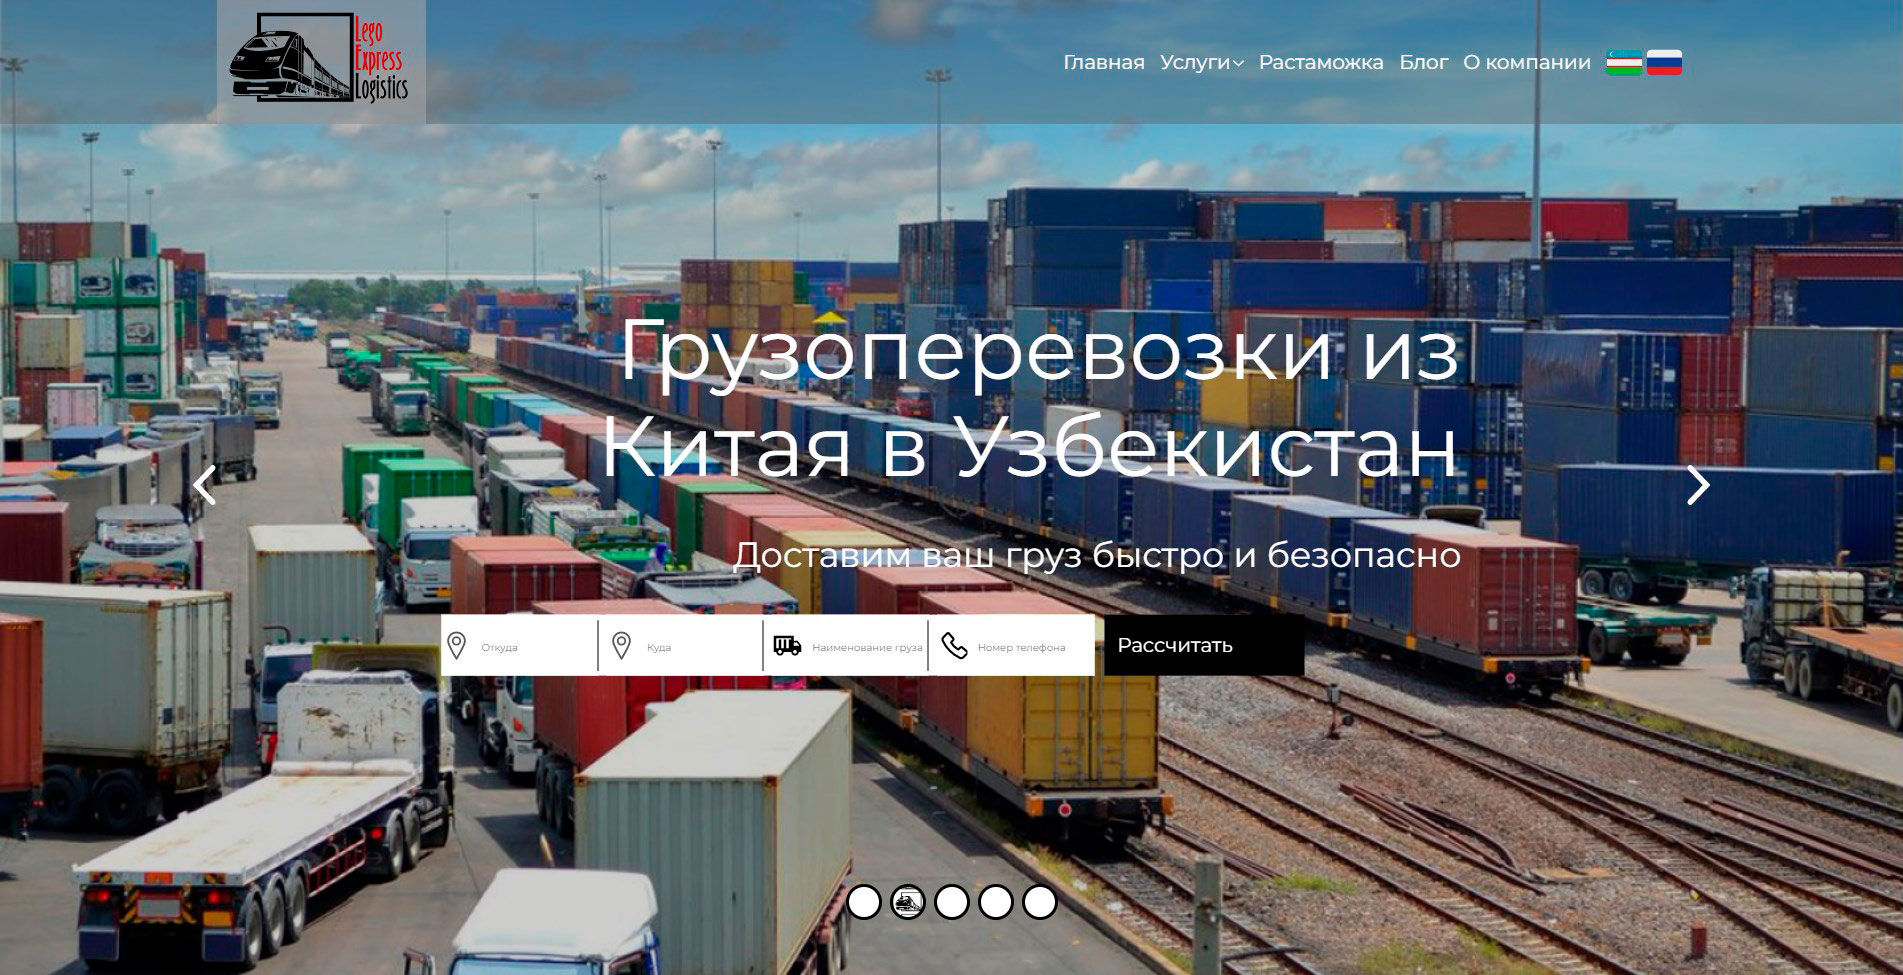 Lego
Express
Logistics
Главная Услуги Растаможка Блог О компании
Грузоперевозки из
Китая в Узбекистан
Доставим ваш груз быстро и безопасно
Откуда Куда Наименование груза Номер телефона Рассчитать